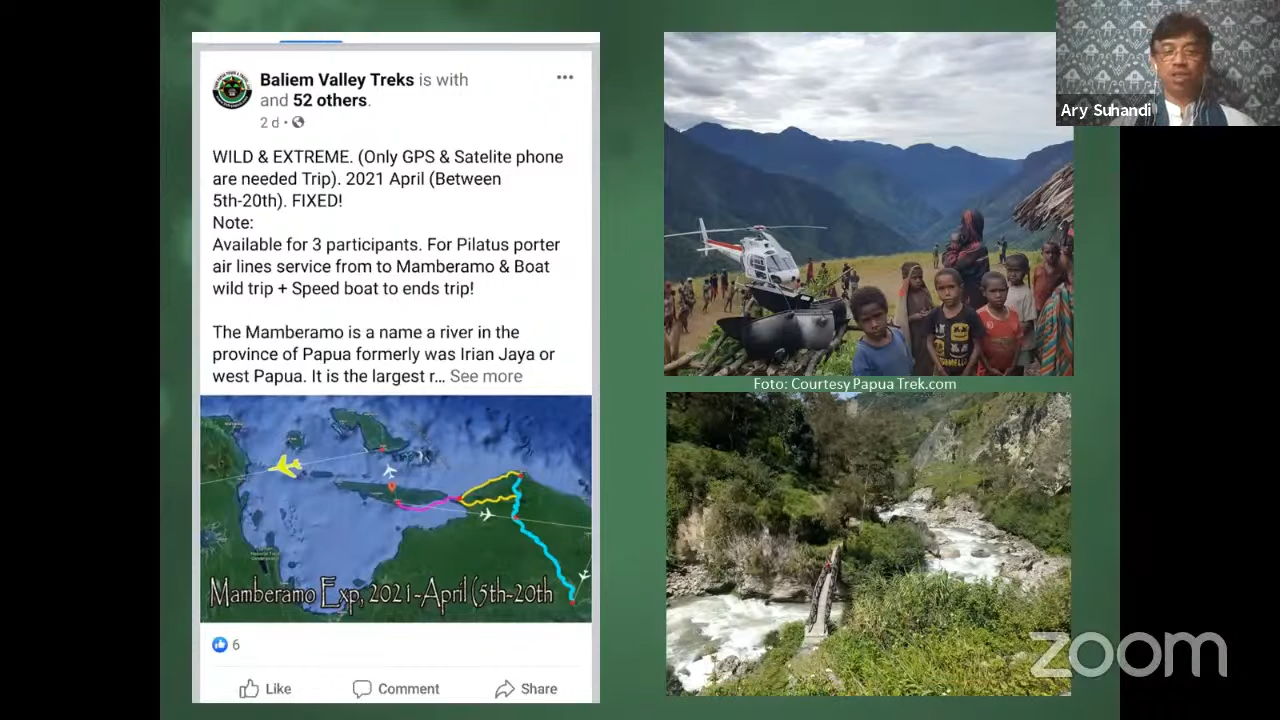 Baliem Valley Treks is with
and 52 others.
2 d
WILD & EXTREME. (Only GPS & Satelite phone
are needed Trip). 2021 April (Between
5th-20th). FIXED!
Note:
Available for 3 participants. For Pilatus porter
air lines service from to Mamberamo & Boat
wild trip + Speed boat to ends trip!
The Mamberamo is a name a river in the
province of Papua formerly was Irian Jaya or
west Papua. It is the largest r... See more
Mamberamo Exp, 2021-April (5th-20th
6
Like
Comment
Share
Foto: Courtesy Papua Trek.com
Ary Suhandi
zoom